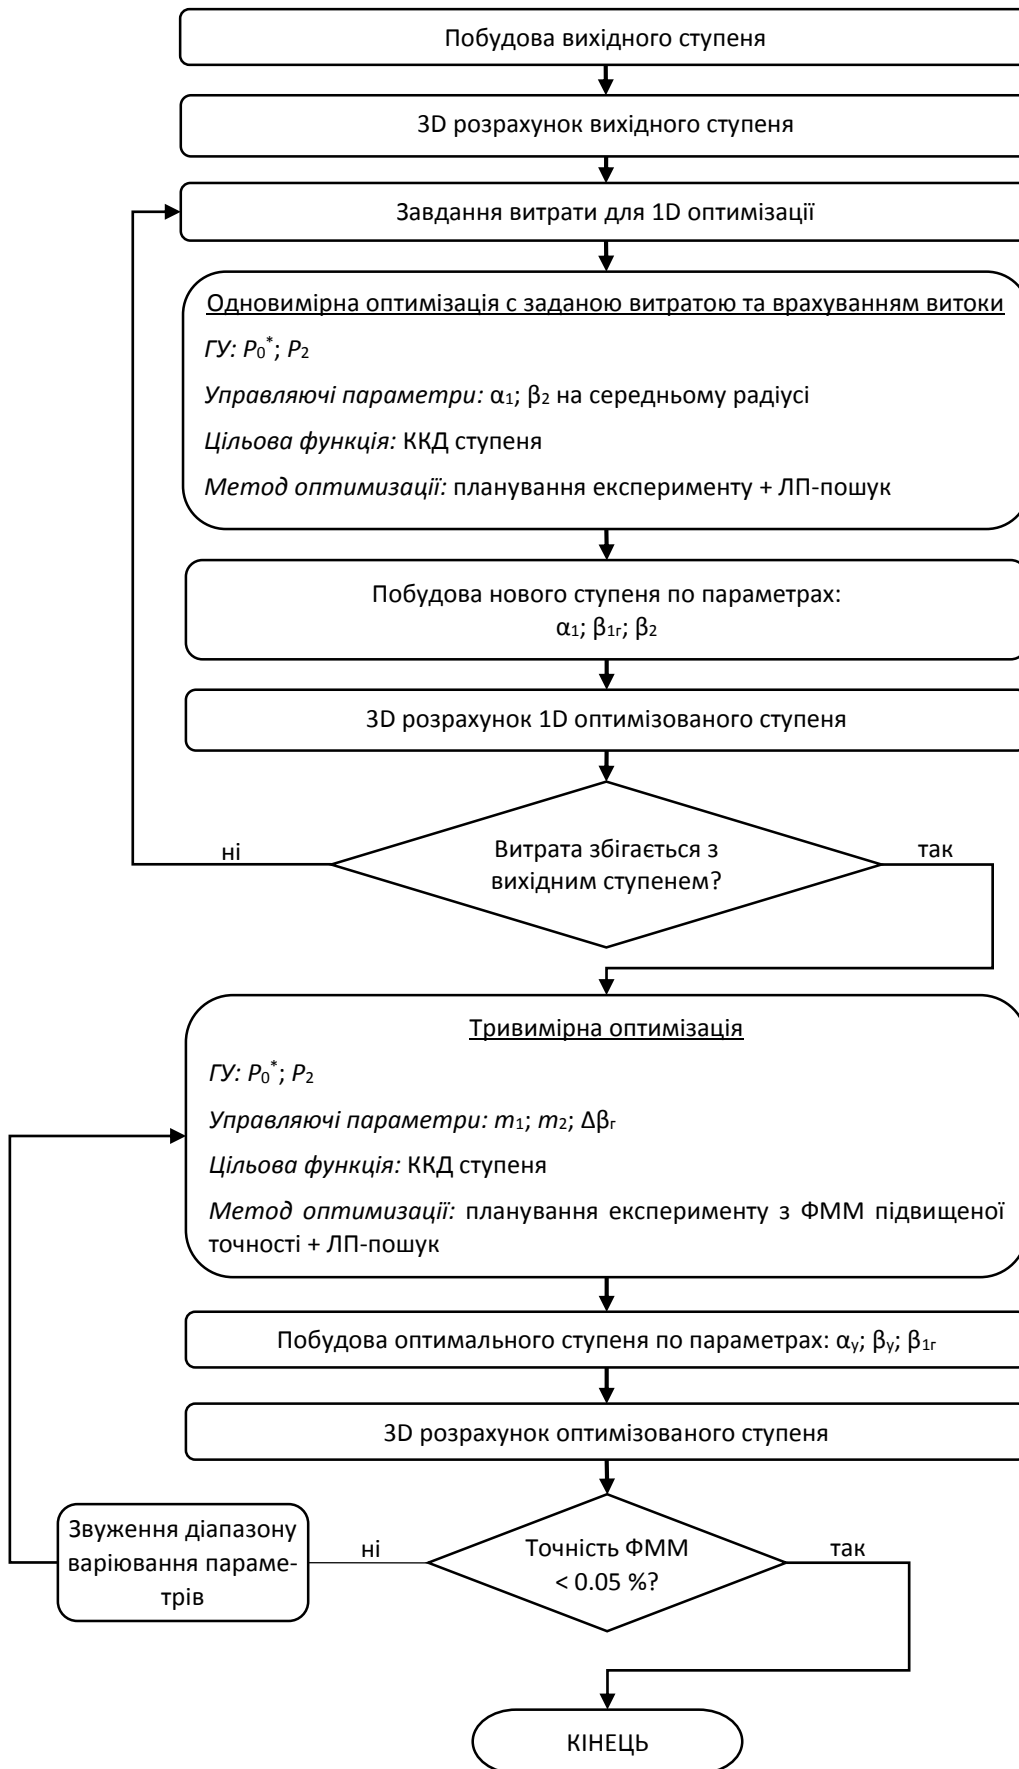 Побудова вихідного ступеня
3D розрахунок вихідного ступеня
Завдання витрати для 1D оптимізації
Одновимірна оптимізація с заданою витратою та врахуванням витоки
ГУ: P₀*; P₂
Управляючі параметри: α₁; β₂ на середньому радіусі
Цільова функція: ККД ступеня
Метод оптимизації: планування експерименту + ЛП-пошук
Побудова нового ступеня по параметрах:
α₁; β₁г; β₂
3D розрахунок 1D оптимізованого ступеня
Витрата збігається з
вихідним ступенем?
ні
так
Тривимірна оптимізація
ГУ: P₀*; P₂
Управляючі параметри: m₁; m₂; Δβг
Цільова функція: ККД ступеня
Метод оптимизації: планування експерименту з ФММ підвищеної
точності + ЛП-пошук
Побудова оптимального ступеня по параметрах: αу; βу; β₁г
3D розрахунок оптимізованого ступеня
Звуження діапазону
варіювання параме-
трів
ні
Точність ФММ
< 0.05 %?
так
КІНЕЦЬ